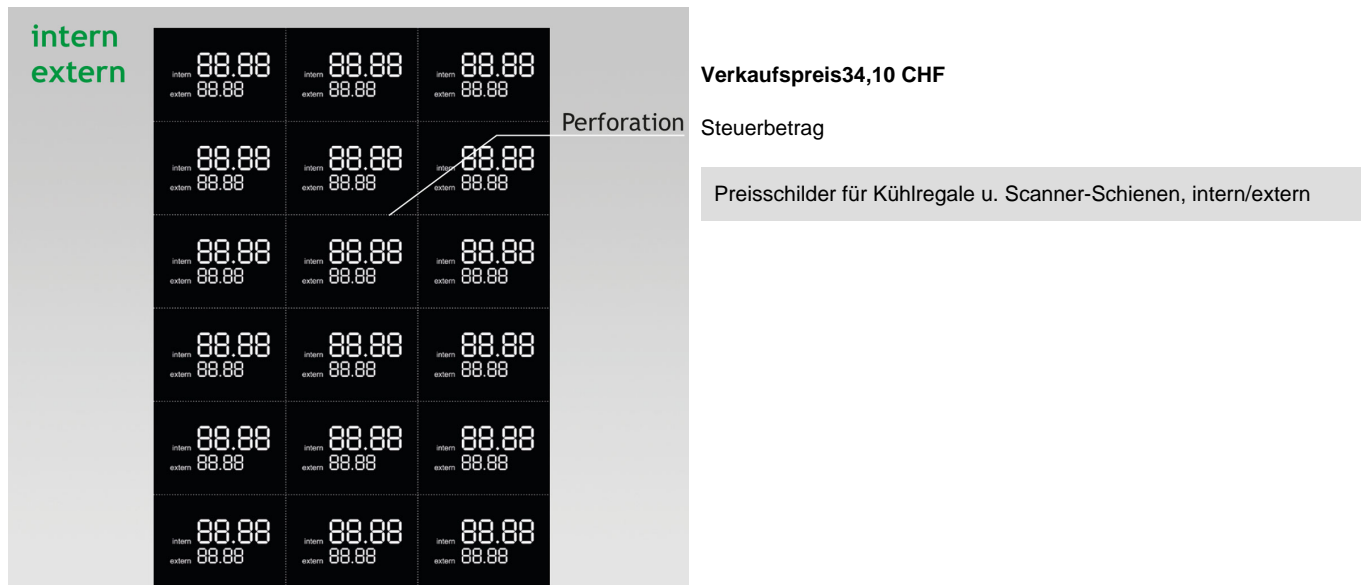 intern
extern
intern 88.88 intern 88.88 intern 88.88
extern 88.88 extern 88.88 extern 88.88
Perforation
intern 88.88 intern 88.88 intern 88.88
extern 88.88 extern 88.88 extern 88.88
intern 88.88 intern 88.88 intern 88.88
extern 88.88 extern 88.88 extern 88.88
intern 88.88 intern 88.88 intern 88.88
extern 88.88 extern 88.88 extern 88.88
intern 88.88 intern 88.88 intern 88.88
extern 88.88 extern 88.88 extern 88.88
intern 88.88 intern 88.88 intern 88.88
extern 88.88 extern 88.88 extern 88.88
Verkaufspreis34,10 CHF
Steuerbetrag
Preisschilder für Kühlregale u. Scanner-Schienen, intern/extern